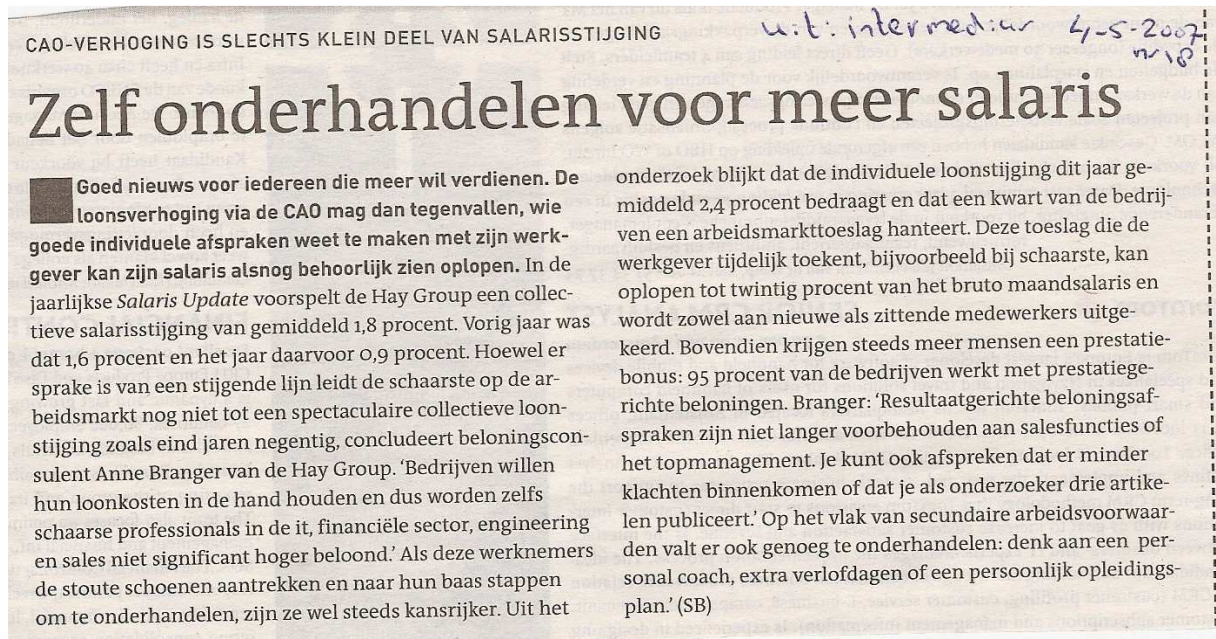 CAO-VERHOGING IS SLECHTS KLEIN DEEL VAN SALARISSTIJGING
uit: intermediair 4-5-2007
nr 18
Zelf onderhandelen voor meer salaris
Goed nieuws voor iedereen die meer wil verdienen. De
loonsverhoging via de CAO mag dan tegenvallen, wie
goede individuele afspraken weet te maken met zijn werk-
gever kan zijn salaris alsnog behoorlijk zien oplopen. In de
jaarlijkse Salaris Update voorspelt de Hay Group een collec-
tieve salarisstijging van gemiddeld 1,8 procent. Vorig jaar was
dat 1,6 procent en het jaar daarvoor 0,9 procent. Hoewel er
sprake is van een stijgende lijn leidt de schaarste op de ar-
beidsmarkt nog niet tot een spectaculaire collectieve loon-
stijging zoals eind jaren negentig, concludeert beloningscon-
sulent Anne Branger van de Hay Group. ‘Bedrijven willen
hun loonkosten in de hand houden en dus worden zelfs
schaarse professionals in de it, financiële sector, engineering
en sales niet significant hoger beloond.’ Als deze werknemers
de stoute schoenen aantrekken en naar hun baas stappen
om te onderhandelen, zijn ze wel steeds kansrijker. Uit het
onderzoek blijkt dat de individuele loonstijging dit jaar ge-
middeld 2,4 procent bedraagt en dat een kwart van de bedrij-
ven een arbeidsmarkttoeslag hanteert. Deze toeslag die de
werkgever tijdelijk toekent, bijvoorbeeld bij schaarste, kan
oplopen tot twintig procent van het bruto maandsalaris en
wordt zowel aan nieuwe als zittende medewerkers uitge-
keerd. Bovendien krijgen steeds meer mensen een prestatie-
bonus: 95 procent van de bedrijven werkt met prestatiege-
richte beloningen. Branger: ‘Resultaatgerichte beloningsaf-
spraken zijn niet langer voorbehouden aan salesfuncties of
het topmanagement. Je kunt ook afspreken dat er minder
klachten binnenkomen of dat je als onderzoeker drie artike-
len publiceert.’ Op het vlak van secundaire arbeidsvoorwaar-
den valt er ook genoeg te onderhandelen: denk aan een per-
sonal coach, extra verlofdagen of een persoonlijk opleidings-
plan.’ (SB)